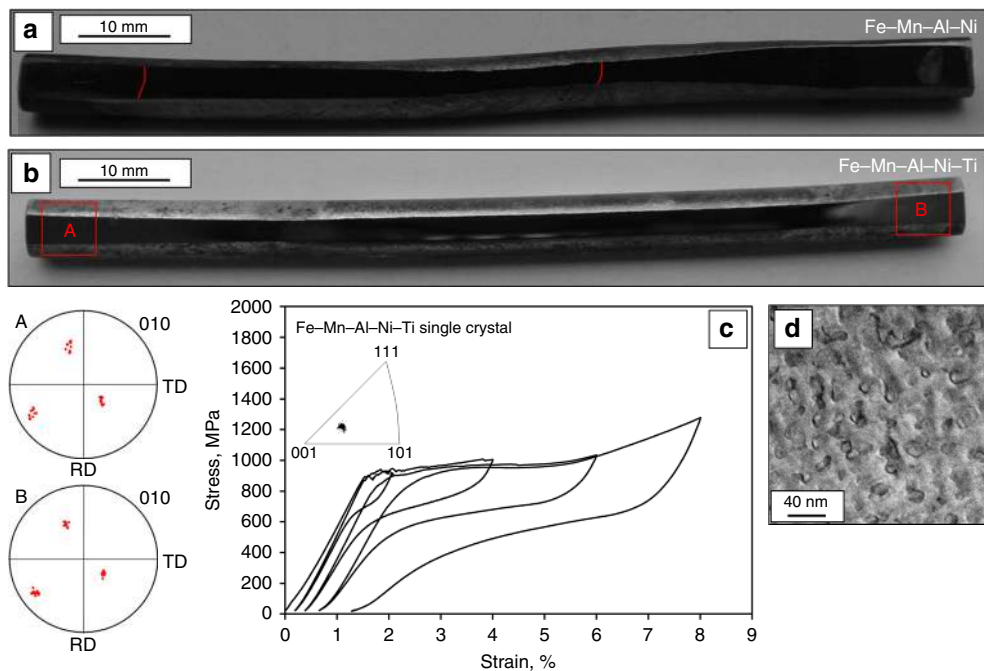 a
10 mm
Fe–Mn–Al–Ni
b
10 mm
Fe–Mn–Al–Ni–Ti
A
B
A
010
TD
RD
B
010
TD
RD
2000
1800
1600
1400
1200
1000
800
600
400
200
0
Stress, MPa
Fe–Mn–Al–Ni–Ti single crystal
c
111
001
101
0 1 2 3 4 5 6 7 8 9
Strain, %
d
40 nm